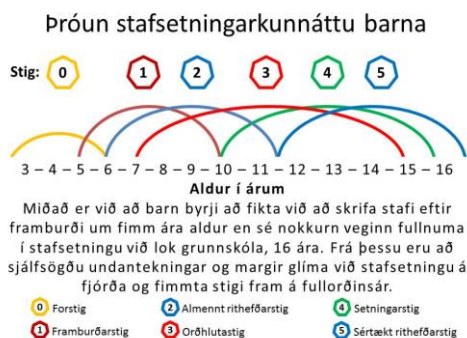 Þróun stafsetningarkunnáttu barna
Stig: 0 1 2 3 4 5
3 – 4 – 5 – 6 – 7 – 8 – 9 – 10 – 11 – 12 – 13 – 14 – 15 – 16
Aldur í árum
Miðað er við að barn byrji að fikta við að skrifa stafi eftir
framburði um fimm ára aldur en sé nokkurn veginn fullnuma
í stafsetningu við lok grunnskóla, 16 ára. Frá þessu eru að
sjálfsögðu undantekningar og margir glíma við stafsetningu á
fjórða og fimmta stigi fram á fullorðinsár.
0 Forstig 2 Almennt rithefðarstig 4 Setningarstig
1 Framburðarstig 3 Orðhlutastig 5 Sértækt rithefðarstig